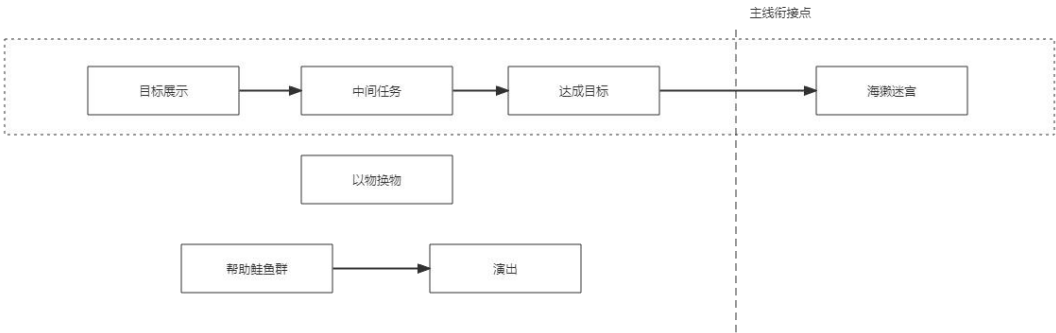 主线衔接点
目标展示
中间任务
达成目标
海獭迷宫
以物换物
帮助鲑鱼群
演出